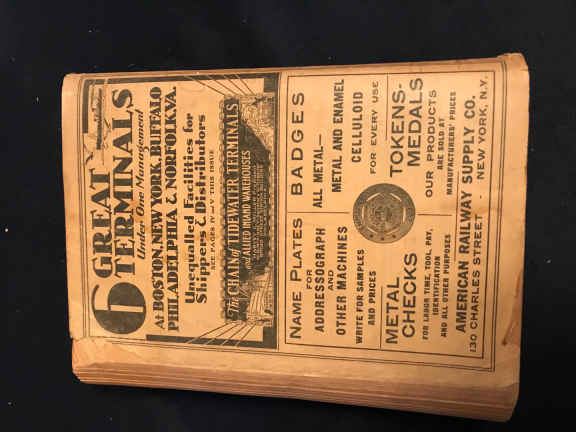 6 GREAT
TERMINALS
Under One Management
At BOSTON, NEW YORK, BUFFALO
PHILADELPHIA & NORFOLK, VA.
Unequalled Facilities for
Shippers & Distributors
SEE PAGES IV and V THIS ISSUE
The CHAIN of TIDEWATER TERMINALS
and ALLIED INLAND WAREHOUSES
NAME PLATES
FOR
ADDRESSOGRAPH
AND
OTHER MACHINES
WRITE FOR SAMPLES
AND PRICES
BADGES
ALL METAL—
METAL AND ENAMEL
CELLULOID
FOR EVERY USE
METAL
CHECKS
FOR LABOR TIME, TOOL, PAY,
IDENTIFICATION
AND ALL OTHER PURPOSES
TOKENS-
MEDALS
OUR PRODUCTS
ARE SOLD AT
MANUFACTURERS' PRICES
AMERICAN RAILWAY SUPPLY CO.
130 CHARLES STREET - NEW YORK, N.Y.